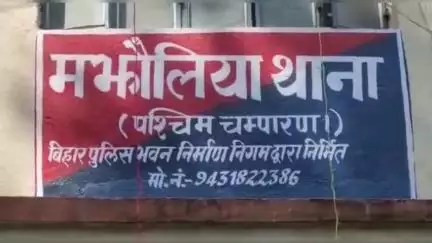 मझौलिया थाना
(पश्चिम चम्पारण।)
बिहार पुलिस भवन निर्माण निगम द्वारा निर्मित
मो.नं:-9431822386